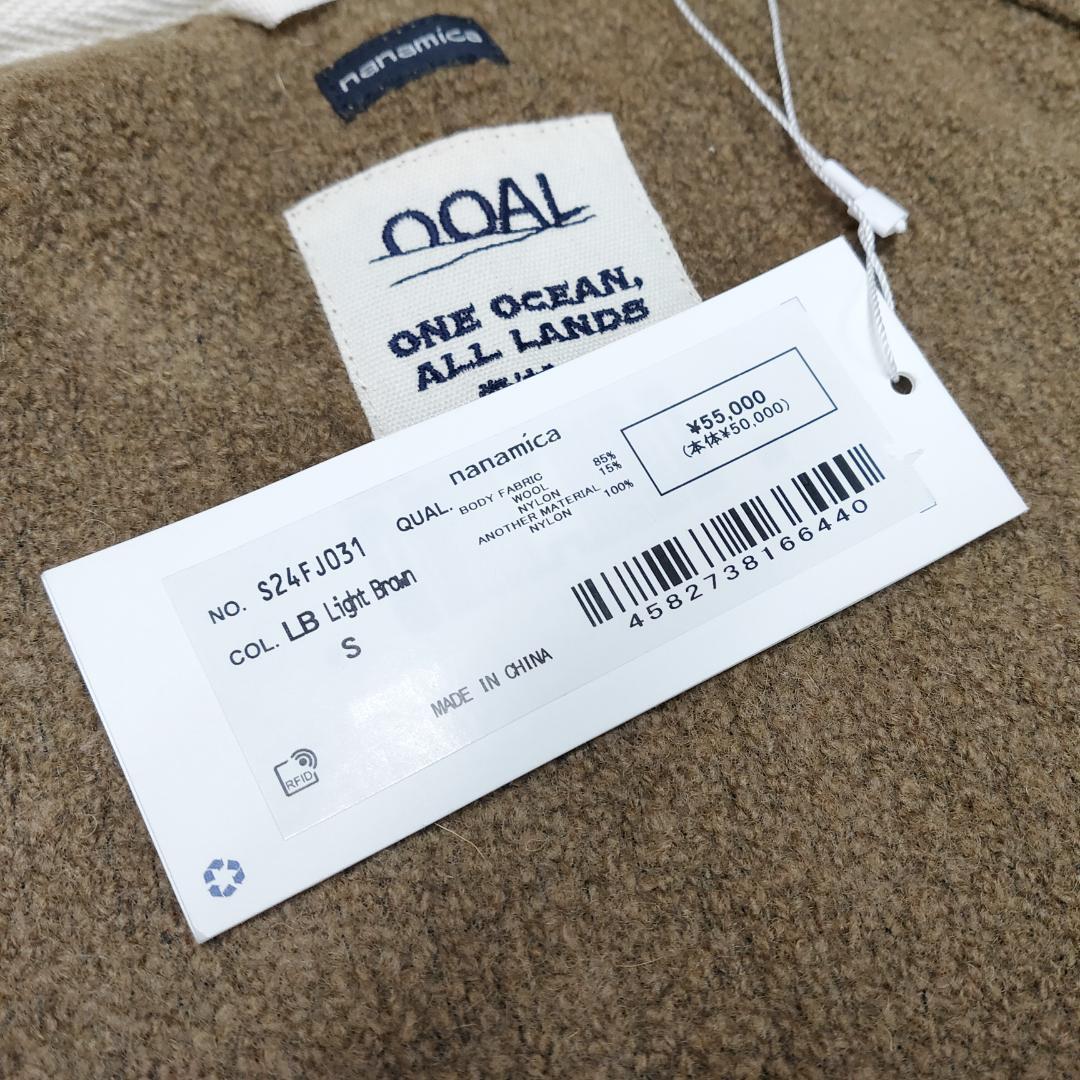 nanamica
OOAL
ONE OCEAN,
ALL LANDS
nanamica
¥55,000
(本体¥50,000)
QUAL. BODY FABRIC
WOOL 85%
NYLON 15%
ANOTHER MATERIAL
NYLON 100%
NO. S24FJ031
COL. LB Light Brown
S
4582738166440
MADE IN CHINA
RFID